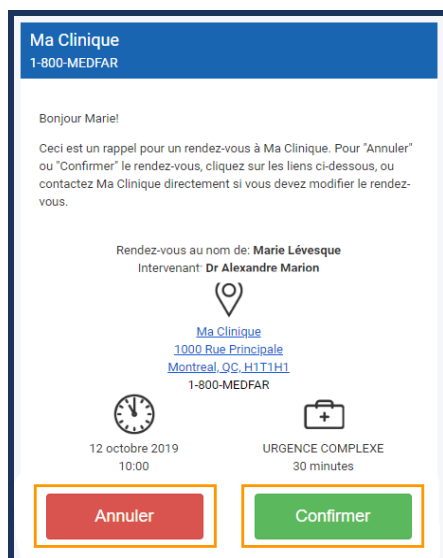 Ma Clinique
1-800-MEDFAR
Bonjour Marie!
Ceci est un rappel pour un rendez-vous à Ma Clinique. Pour "Annuler"
ou "Confirmer" le rendez-vous, cliquez sur les liens ci-dessous, ou
contactez Ma Clinique directement si vous devez modifier le rendez-
vous.
Rendez-vous au nom de: Marie Lévesque
Intervenant: Dr Alexandre Marion
Ma Clinique
1000 Rue Principale
Montreal, QC, H1T1H1
1-800-MEDFAR
12 octobre 2019
10:00
URGENCE COMPLEXE
30 minutes
Annuler
Confirmer